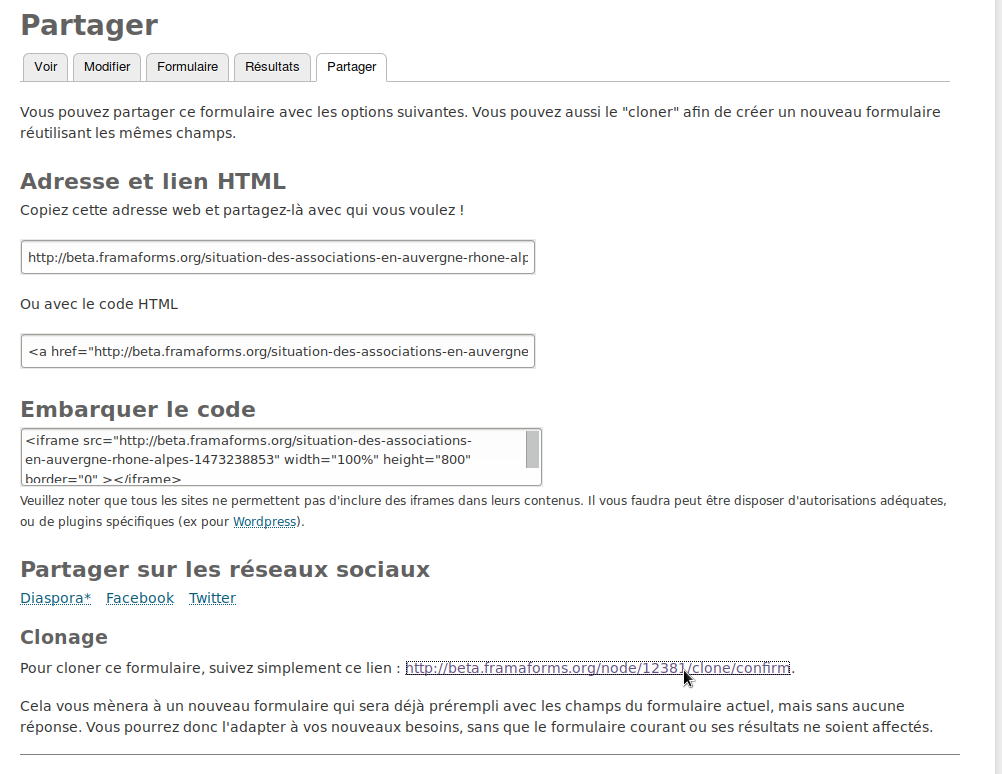 Partager
Voir Modifier Formulaire Résultats Partager
Vous pouvez partager ce formulaire avec les options suivantes. Vous pouvez aussi le "cloner" afin de créer un nouveau formulaire
réutilisant les mêmes champs.
Adresse et lien HTML
Copiez cette adresse web et partagez-là avec qui vous voulez !
http://beta.framaforms.org/situation-des-associations-en-auvergne-rhone-alp
Ou avec le code HTML
<a href="http://beta.framaforms.org/situation-des-associations-en-auvergne
Embarquer le code
<iframe src="http://beta.framaforms.org/situation-des-associations-
en-auvergne-rhone-alpes-1473238853" width="100%" height="800"
border="0" ></iframe>
Veuillez noter que tous les sites ne permettent pas d'inclure des iframes dans leurs contenus. Il vous faudra peut être disposer d'autorisations adéquates,
ou de plugins spécifiques (ex pour Wordpress).
Partager sur les réseaux sociaux
Diaspora* Facebook Twitter
Clonage
Pour cloner ce formulaire, suivez simplement ce lien : http://beta.framaforms.org/node/12381/clone/confirm.
Cela vous mènera à un nouveau formulaire qui sera déjà prérempli avec les champs du formulaire actuel, mais sans aucune
réponse. Vous pourrez donc l'adapter à vos nouveaux besoins, sans que le formulaire courant ou ses résultats ne soient affectés.